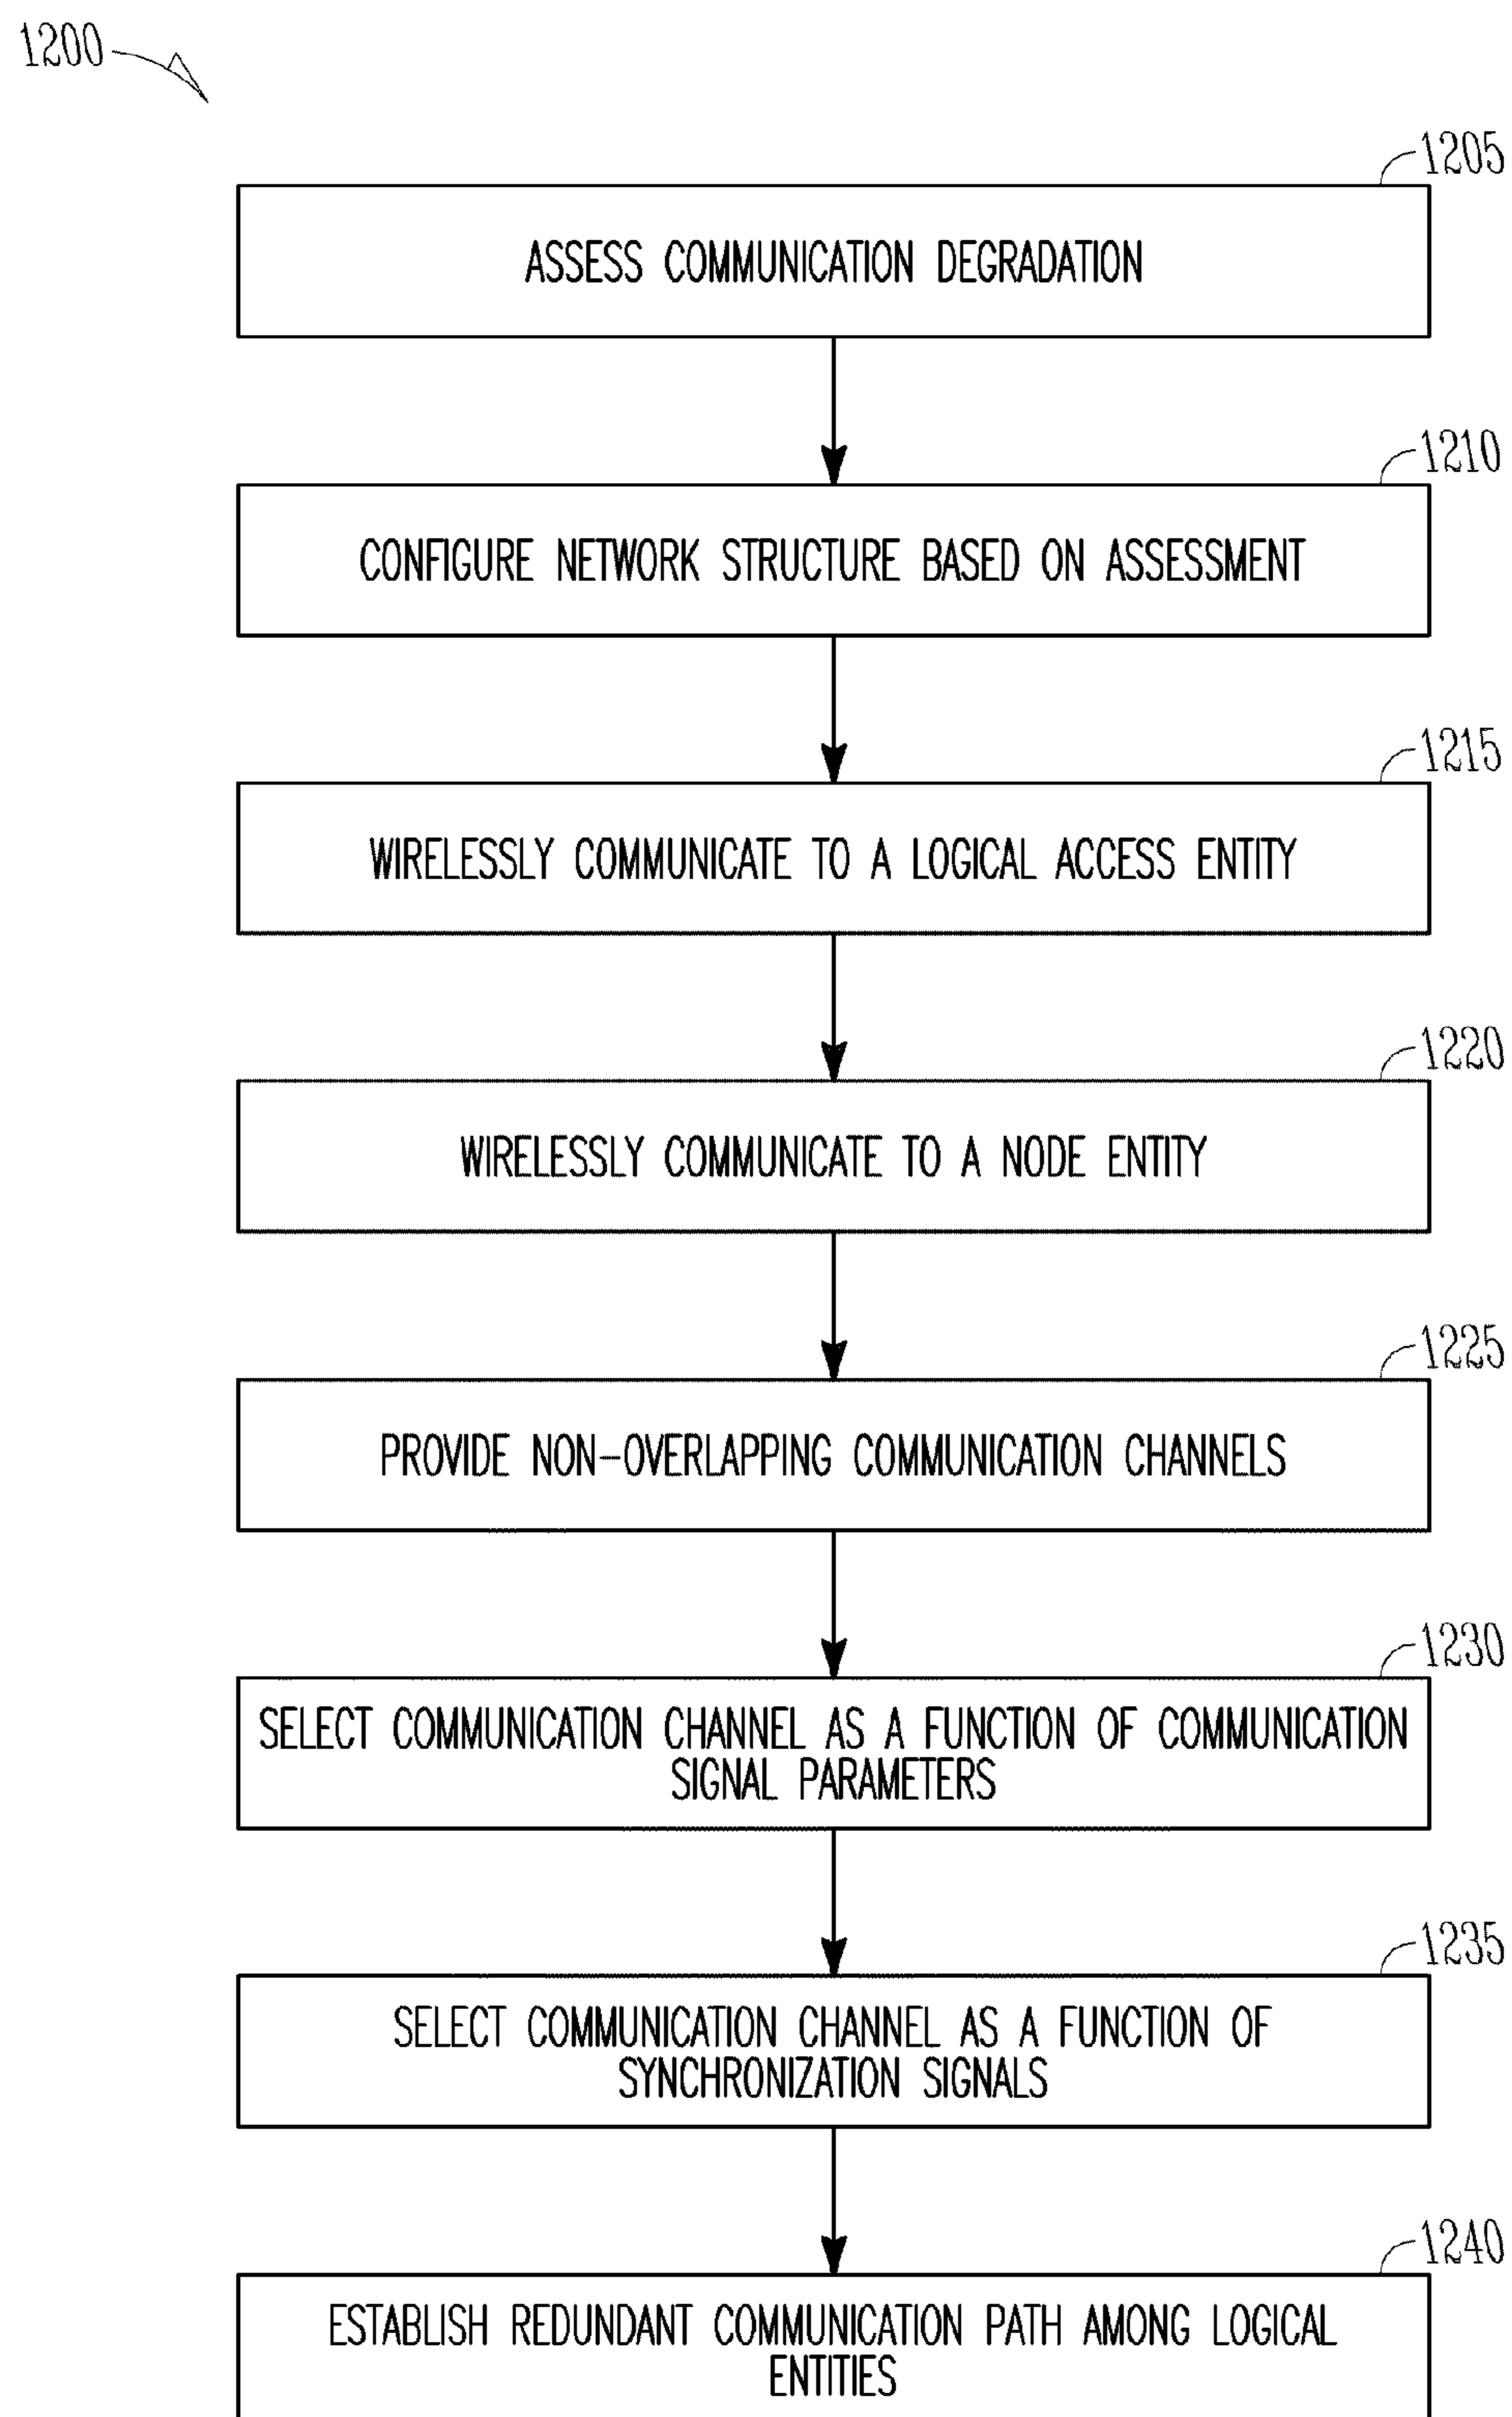 1200
1205
ASSESS COMMUNICATION DEGRADATION
1210
CONFIGURE NETWORK STRUCTURE BASED ON ASSESSMENT
1215
WIRELESSLY COMMUNICATE TO A LOGICAL ACCESS ENTITY
1220
WIRELESSLY COMMUNICATE TO A NODE ENTITY
1225
PROVIDE NON-OVERLAPPING COMMUNICATION CHANNELS
1230
SELECT COMMUNICATION CHANNEL AS A FUNCTION OF COMMUNICATION
SIGNAL PARAMETERS
1235
SELECT COMMUNICATION CHANNEL AS A FUNCTION OF
SYNCHRONIZATION SIGNALS
1240
ESTABLISH REDUNDANT COMMUNICATION PATH AMONG LOGICAL
ENTITIES